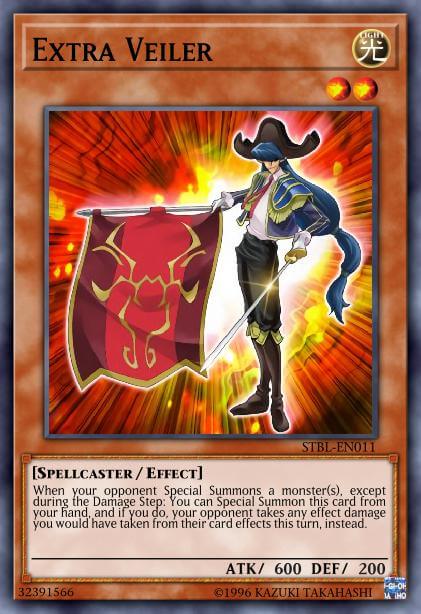 EXTRA VEILER
LIGHT
光
STBL-EN011
[SPELLCASTER / EFFECT]
When your opponent Special Summons a monster(s), except
during the Damage Step: You can Special Summon this card from
your hand, and if you do, your opponent takes any effect damage
you would have taken from their card effects this turn, instead.
ATK/ 600 DEF/ 200
32391566
©1996 KAZUKI TAKAHASHI